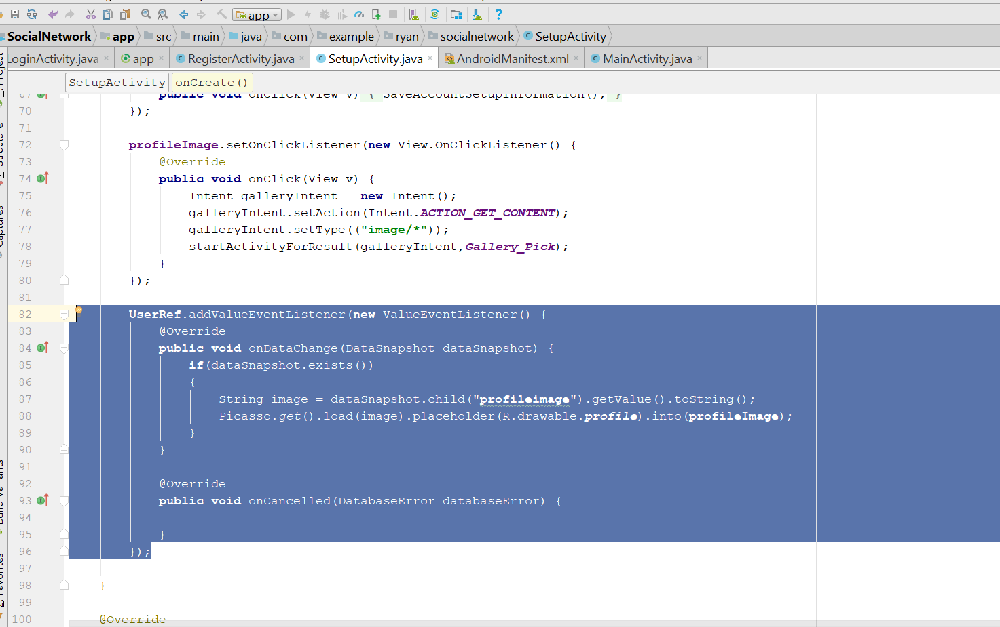 app
SocialNetwork app src main java com example ryan socialnetwork SetupActivity
LoginActivity.java app RegisterActivity.java SetupActivity.java AndroidManifest.xml MainActivity.java
SetupActivity onCreate()
67 public void onClick(View v) { SaveAccountSetupInformation(); }
70 });
71
72 profileImage.setOnClickListener(new View.OnClickListener() {
73 @Override
74 public void onClick(View v) {
75 Intent galleryIntent = new Intent();
76 galleryIntent.setAction(Intent.ACTION_GET_CONTENT);
77 galleryIntent.setType(("image/*"));
78 startActivityForResult(galleryIntent,Gallery_Pick);
79 }
80 });
81
82 UserRef.addValueEventListener(new ValueEventListener() {
83 @Override
84 public void onDataChange(DataSnapshot dataSnapshot) {
85 if(dataSnapshot.exists())
86 {
87 String image = dataSnapshot.child("profileimage").getValue().toString();
88 Picasso.get().load(image).placeholder(R.drawable.profile).into(profileImage);
89 }
90 }
91
92 @Override
93 public void onCancelled(DatabaseError databaseError) {
94
95 }
96 });
97
98 }
99
100 @Override
Z: Structure
Captures
Build Variants
2: Favorites